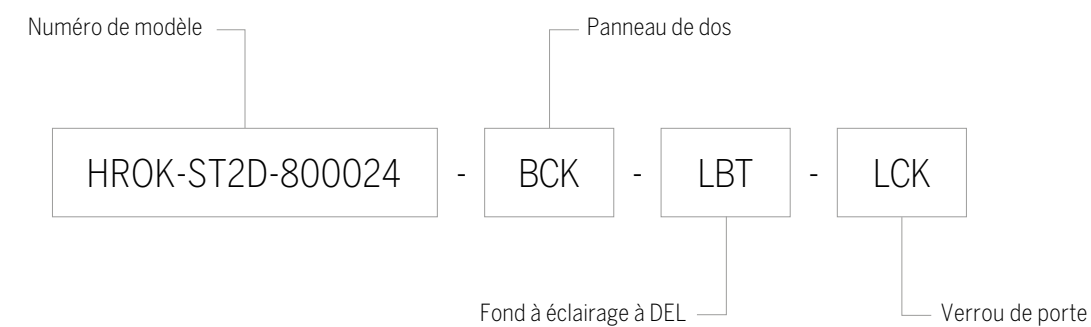 Numéro de modèle
Panneau de dos
HROK-ST2D-800024 - BCK - LBT - LCK
Fond à éclairage à DEL
Verrou de porte